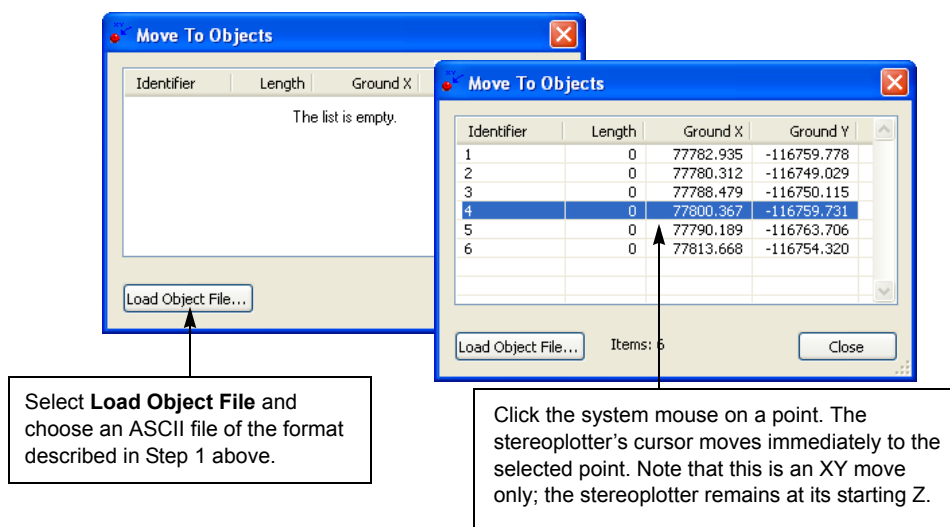 Move To Objects
Identifier Length Ground X
The list is empty.
Load Object File...
Move To Objects
Identifier Length Ground X Ground Y
1 0 77782.935 -116759.778
2 0 77780.312 -116749.029
3 0 77788.479 -116750.115
4 0 77800.367 -116759.731
5 0 77790.189 -116763.706
6 0 77813.668 -116754.320
Load Object File... Items: 6 Close
Select Load Object File and
choose an ASCII file of the format
described in Step 1 above.
Click the system mouse on a point. The
stereoplotter’s cursor moves immediately to the
selected point. Note that this is an XY move
only; the stereoplotter remains at its starting Z.